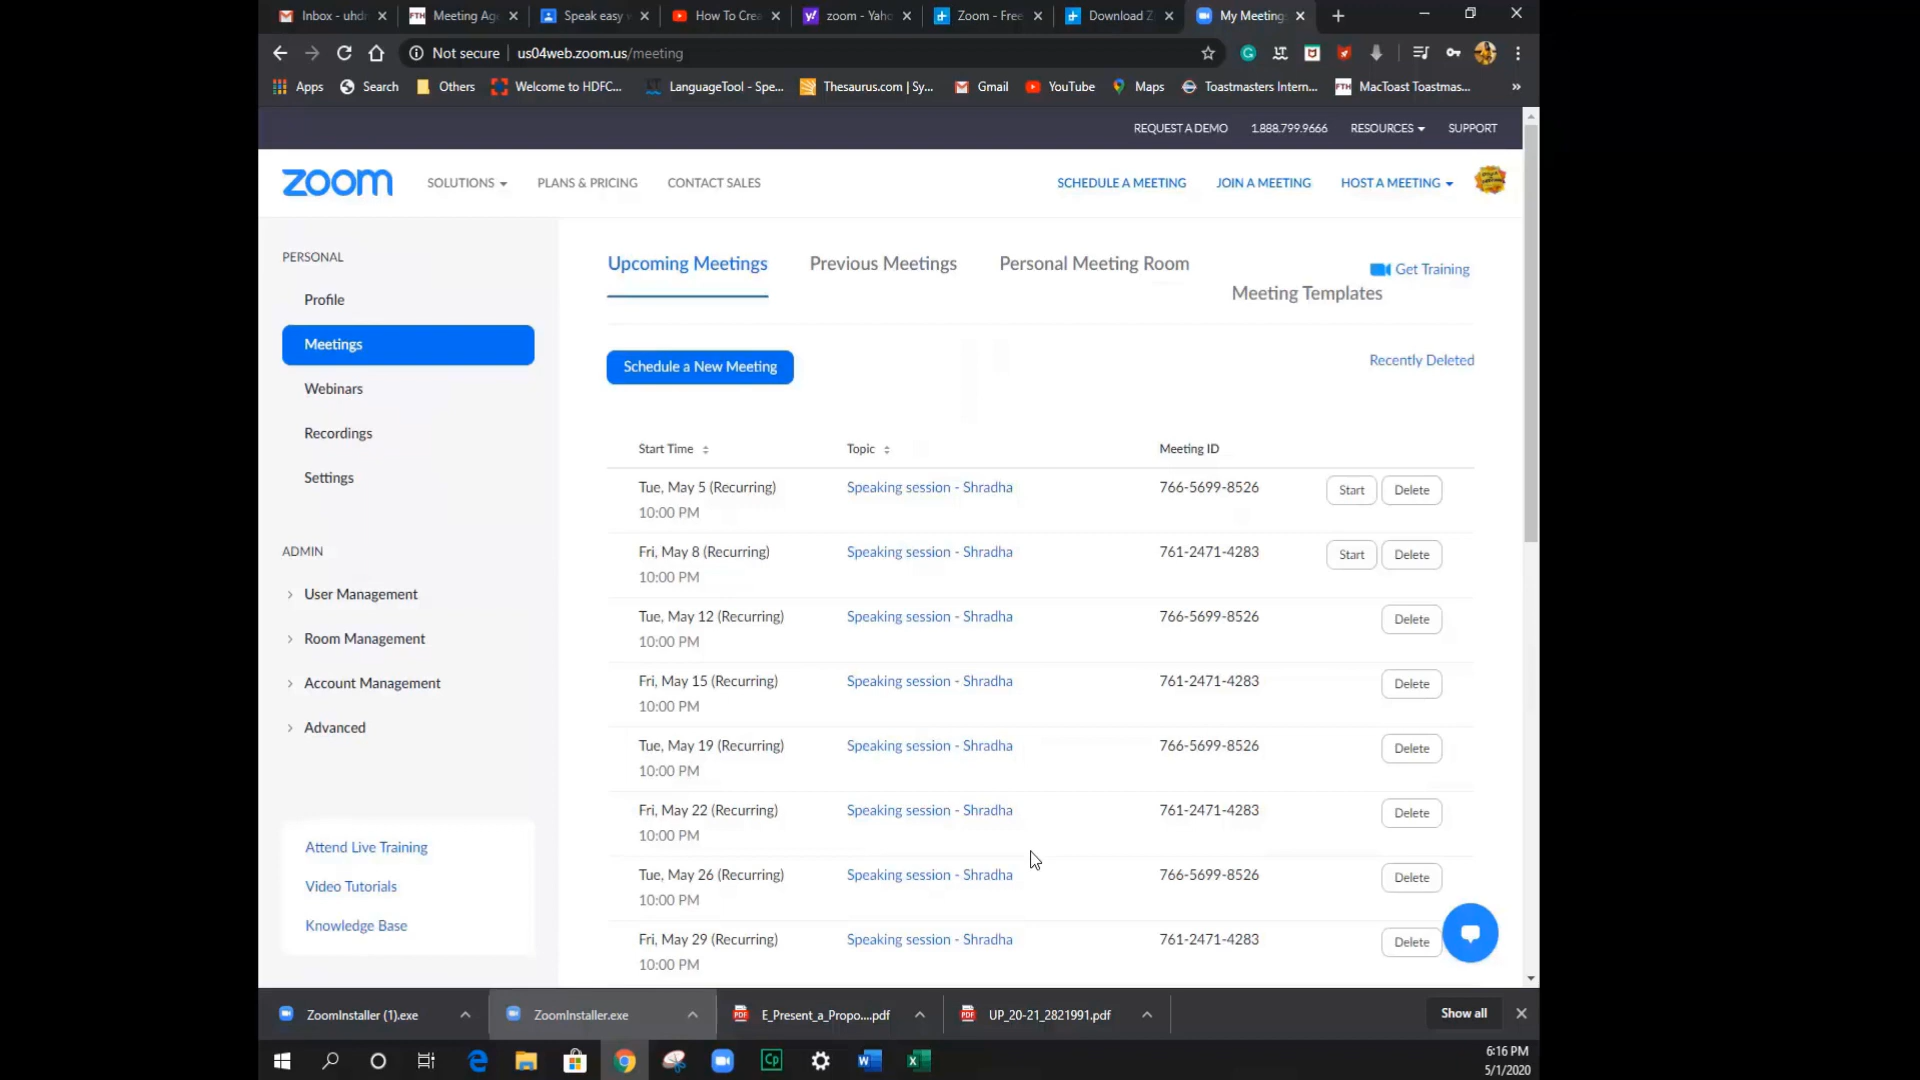 Inbox - uhd
Meeting Ag
Speak easy
How To Crea
zoom - Yaho
Zoom - Free
Download Z
My Meeting
Not secure us04web.zoom.us/meeting
Apps Search Others Welcome to HDFC... LanguageTool - Spe... Thesaurus.com | Sy... Gmail YouTube Maps Toastmasters Intern... MacToast Toastmas... »
REQUEST A DEMO 1.888.799.9666 RESOURCES SUPPORT
zoom SOLUTIONS PLANS & PRICING CONTACT SALES SCHEDULE A MEETING JOIN A MEETING HOST A MEETING
PERSONAL
Profile
Meetings
Webinars
Recordings
Settings
ADMIN
User Management
Room Management
Account Management
Advanced
Attend Live Training
Video Tutorials
Knowledge Base
Upcoming Meetings Previous Meetings Personal Meeting Room
Meeting Templates
Get Training
Schedule a New Meeting
Recently Deleted
Start Time Topic Meeting ID
Tue, May 5 (Recurring) Speaking session - Shradha 766-5699-8526 Start Delete
10:00 PM
Fri, May 8 (Recurring) Speaking session - Shradha 761-2471-4283 Start Delete
10:00 PM
Tue, May 12 (Recurring) Speaking session - Shradha 766-5699-8526 Delete
10:00 PM
Fri, May 15 (Recurring) Speaking session - Shradha 761-2471-4283 Delete
10:00 PM
Tue, May 19 (Recurring) Speaking session - Shradha 766-5699-8526 Delete
10:00 PM
Fri, May 22 (Recurring) Speaking session - Shradha 761-2471-4283 Delete
10:00 PM
Tue, May 26 (Recurring) Speaking session - Shradha 766-5699-8526 Delete
10:00 PM
Fri, May 29 (Recurring) Speaking session - Shradha 761-2471-4283 Delete
10:00 PM
ZoomInstaller (1).exe ZoomInstaller.exe E_Present_a_Propo....pdf UP_20-21_2821991.pdf Show all
6:16 PM
5/1/2020